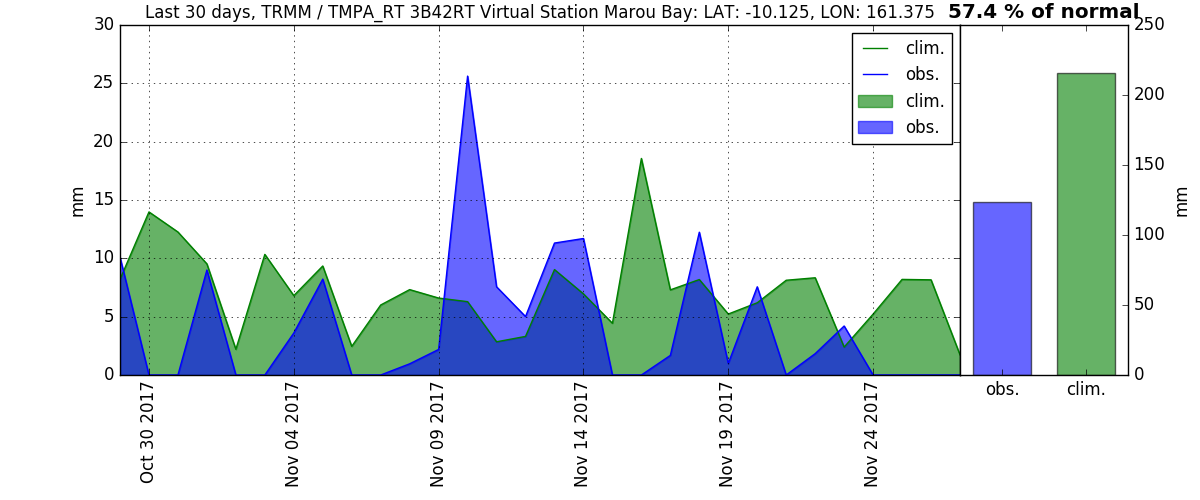 Last 30 days, TRMM / TMPA_RT 3B42RT Virtual Station Marou Bay: LAT: -10.125, LON: 161.375
57.4 % of normal
30
25
20
15
10
5
0
mm
clim.
obs.
clim.
obs.
Oct 30 2017
Nov 04 2017
Nov 09 2017
Nov 14 2017
Nov 19 2017
Nov 24 2017
250
200
150
100
50
0
mm
obs.
clim.